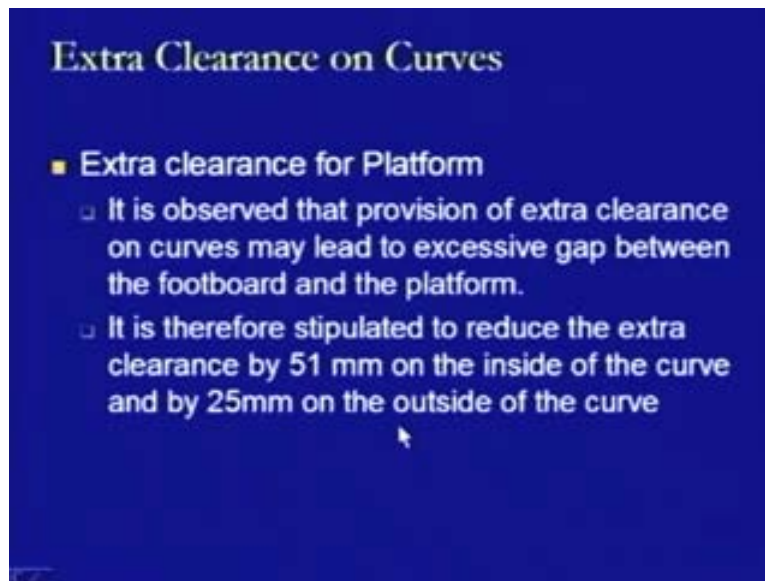 Extra Clearance on Curves
Extra clearance for Platform
It is observed that provision of extra clearance
on curves may lead to excessive gap between
the footboard and the platform.
It is therefore stipulated to reduce the extra
clearance by 51 mm on the inside of the curve
and by 25mm on the outside of the curve